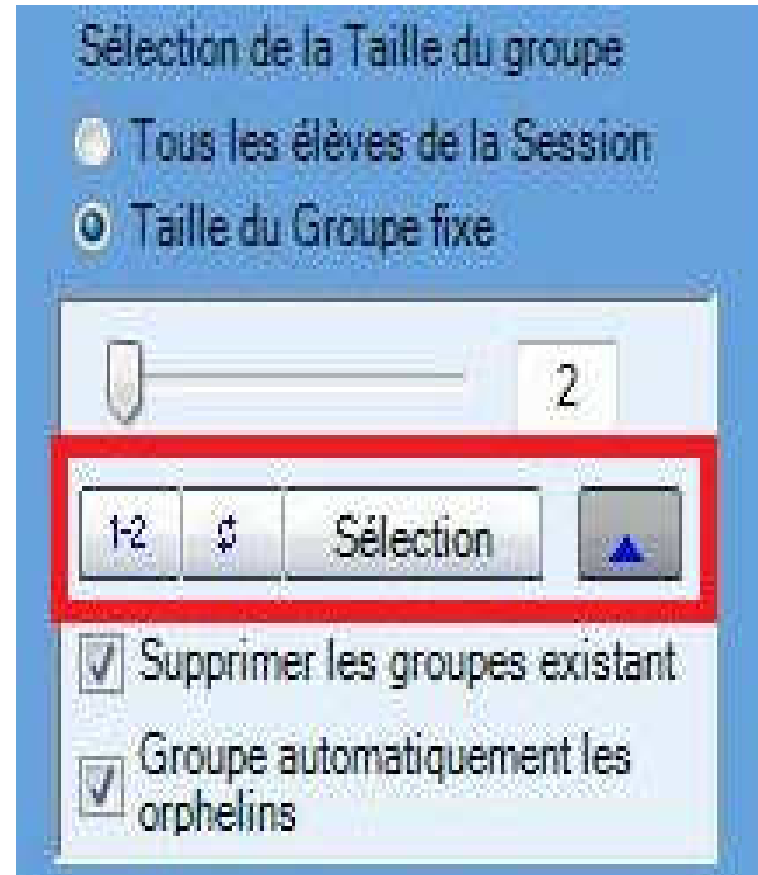 Sélection de la Taille du groupe
Tous les élèves de la Session
Taille du Groupe fixe
2
1-2 Sélection
Supprimer les groupes existant
Groupe automatiquement les
orphelins